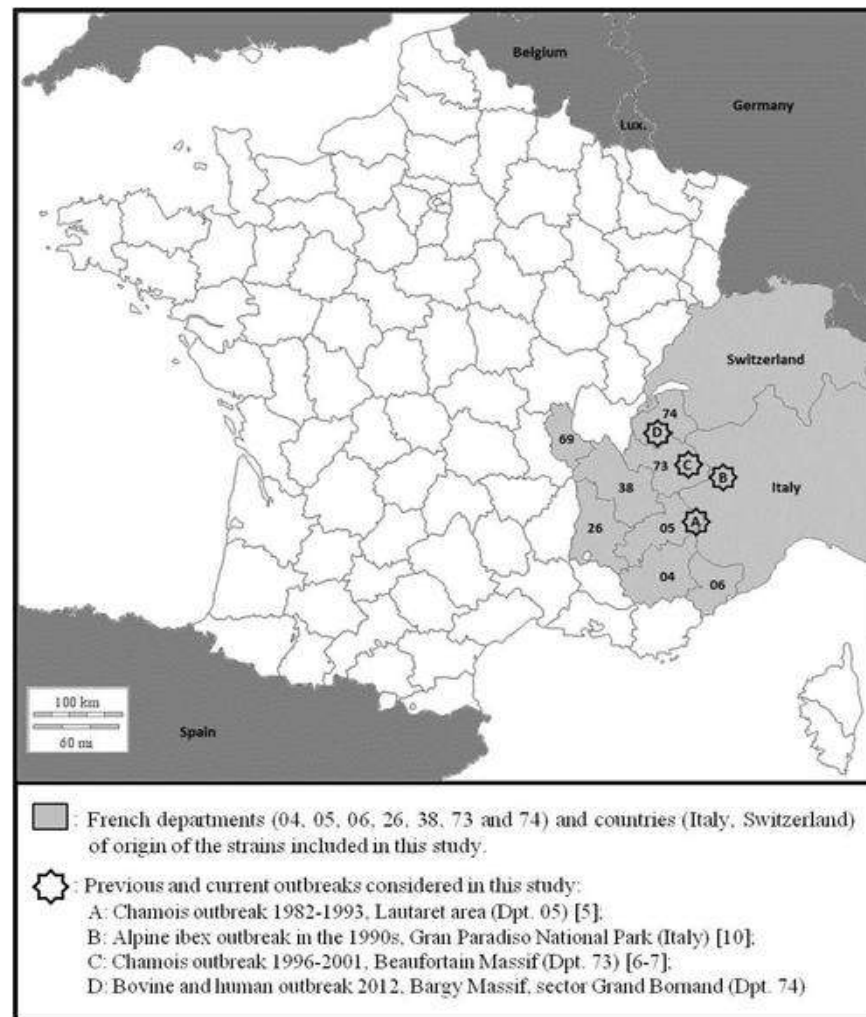 Belgium
Germany
Lux.
Switzerland
74
D
69
73
C
B
38
Italy
26
05
A
04
06
100 km
60 mi
Spain
: French departments (04, 05, 06, 26, 38, 73 and 74) and countries (Italy, Switzerland)
of origin of the strains included in this study.
: Previous and current outbreaks considered in this study:
A: Chamois outbreak 1982-1993, Lautaret area (Dpt. 05) [5];
B: Alpine ibex outbreak in the 1990s, Gran Paradiso National Park (Italy) [10];
C: Chamois outbreak 1996-2001, Beaufortain Massif (Dpt. 73) [6-7];
D: Bovine and human outbreak 2012, Bargy Massif, sector Grand Bornand (Dpt. 74)